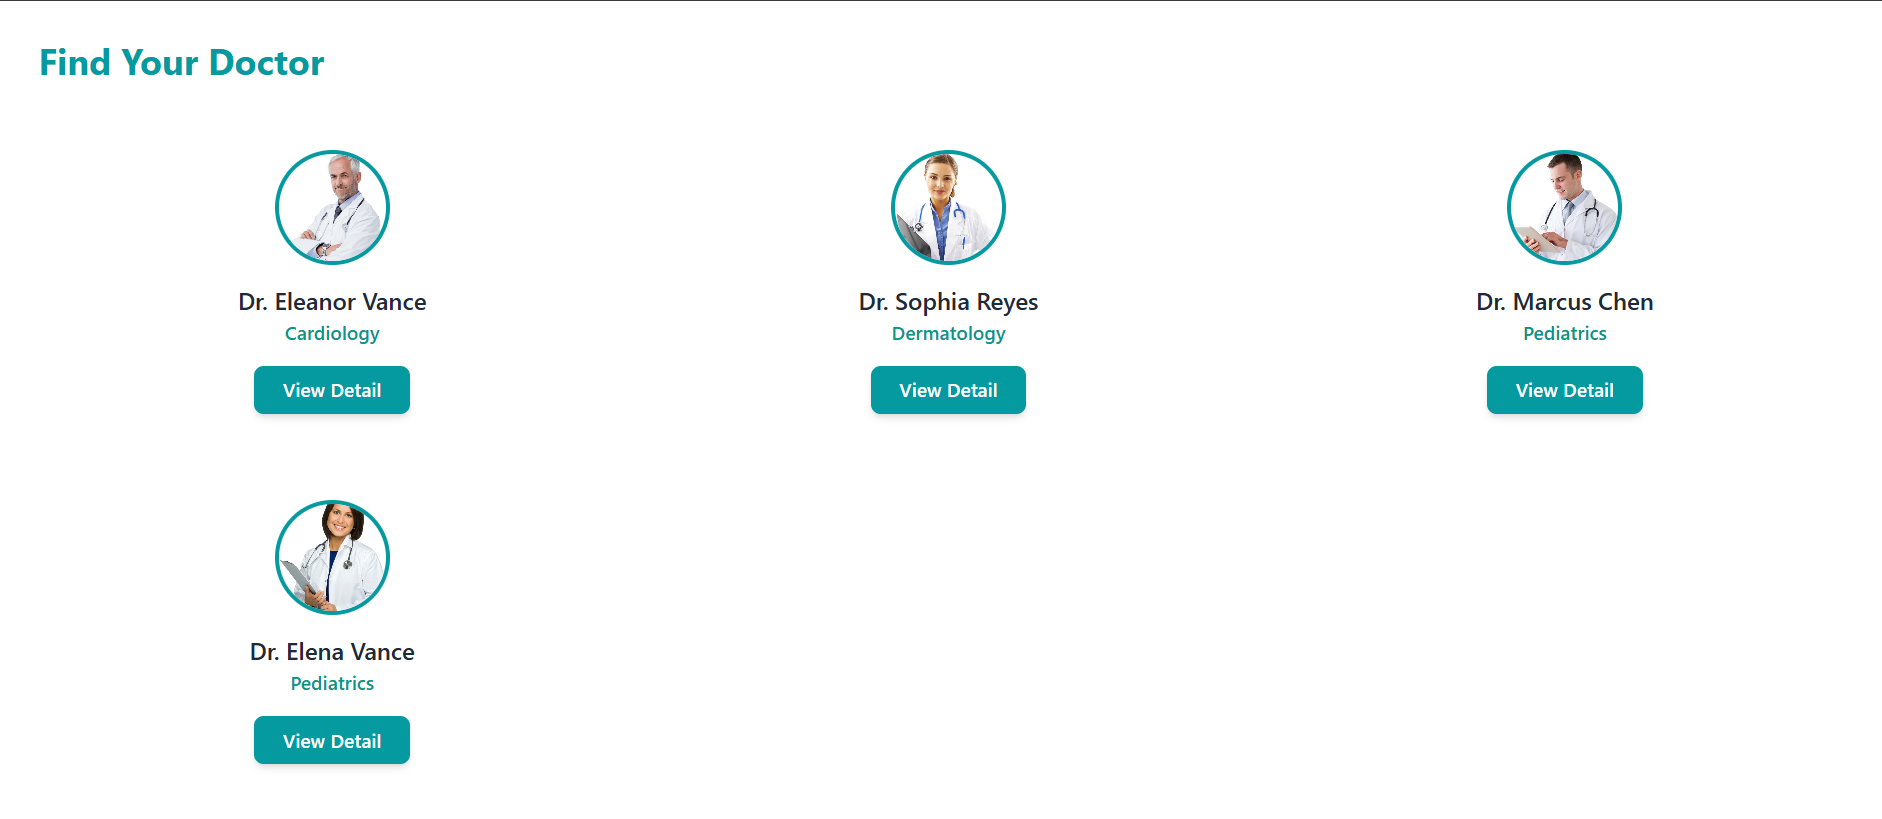 Find Your Doctor
Dr. Eleanor Vance
Cardiology
View Detail
Dr. Sophia Reyes
Dermatology
View Detail
Dr. Marcus Chen
Pediatrics
View Detail
Dr. Elena Vance
Pediatrics
View Detail